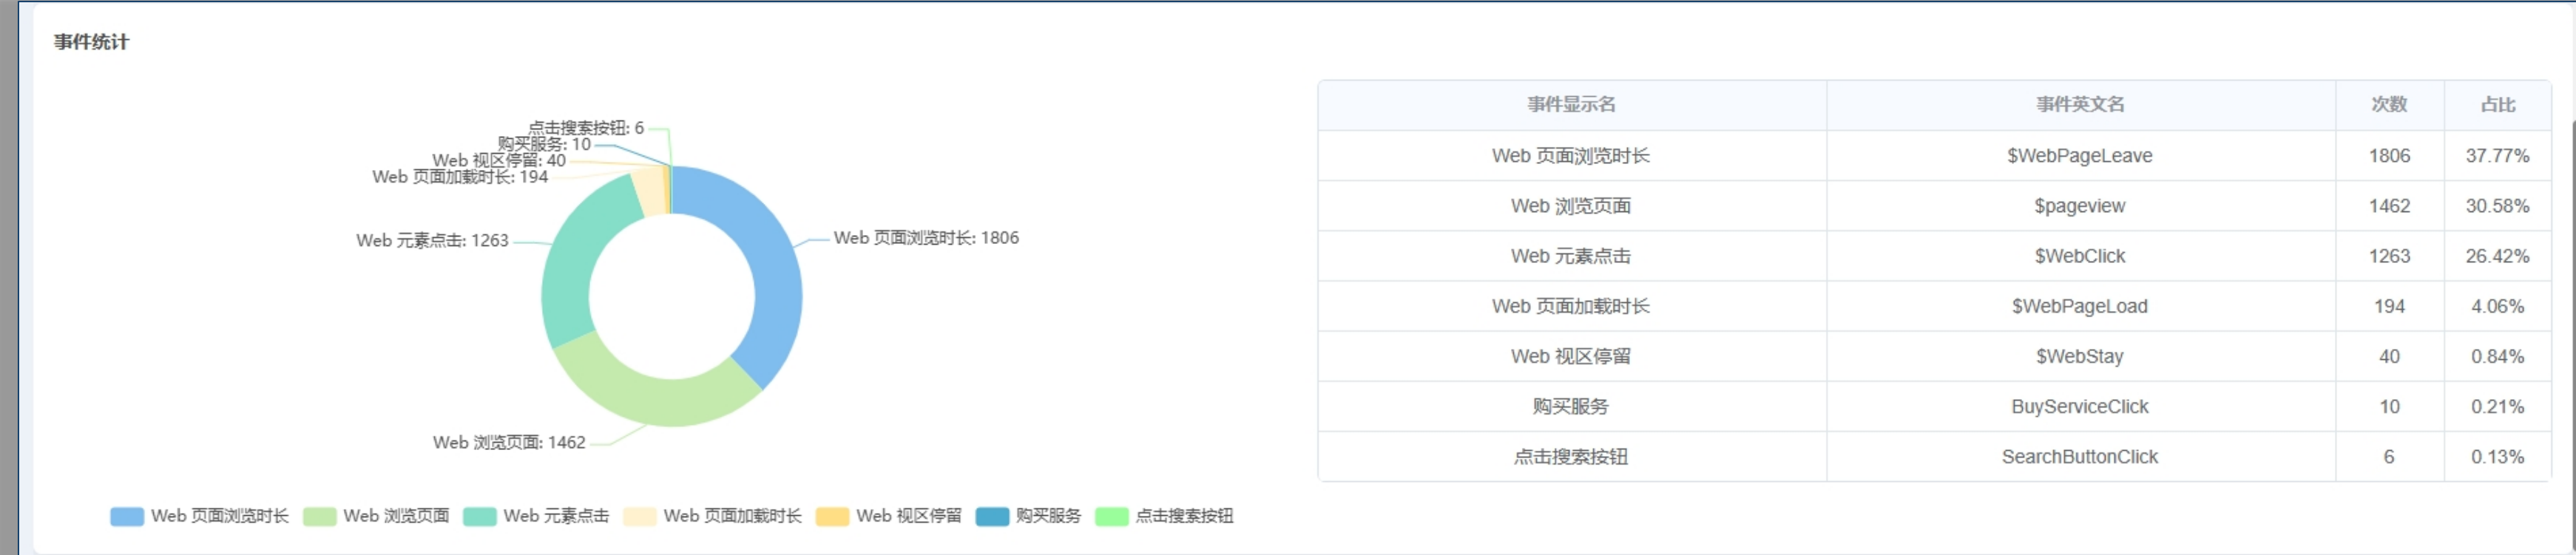 事件统计
点击搜索按钮: 6
购买服务: 10
Web 视区停留: 40
Web 页面加载时长: 194
Web 元素点击: 1263
Web 页面浏览时长: 1806
Web 浏览页面: 1462
Web 页面浏览时长 Web 浏览页面 Web 元素点击 Web 页面加载时长 Web 视区停留 购买服务 点击搜索按钮
事件显示名 事件英文名 次数 占比
Web 页面浏览时长 $WebPageLeave 1806 37.77%
Web 浏览页面 $pageview 1462 30.58%
Web 元素点击 $WebClick 1263 26.42%
Web 页面加载时长 $WebPageLoad 194 4.06%
Web 视区停留 $WebStay 40 0.84%
购买服务 BuyServiceClick 10 0.21%
点击搜索按钮 SearchButtonClick 6 0.13%